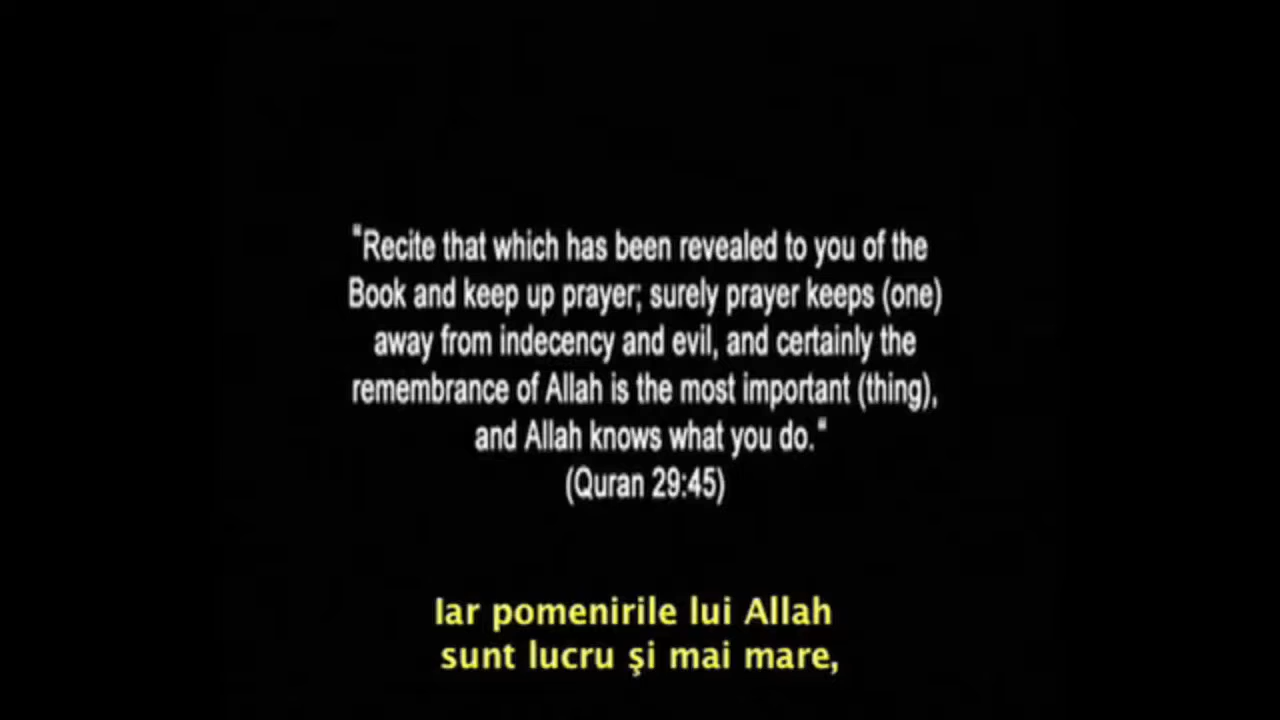 "Recite that which has been revealed to you of the
Book and keep up prayer; surely prayer keeps (one)
away from indecency and evil, and certainly the
remembrance of Allah is the most important (thing),
and Allah knows what you do."
(Quran 29:45)
Iar pomenirile lui Allah
sunt lucru şi mai mare,